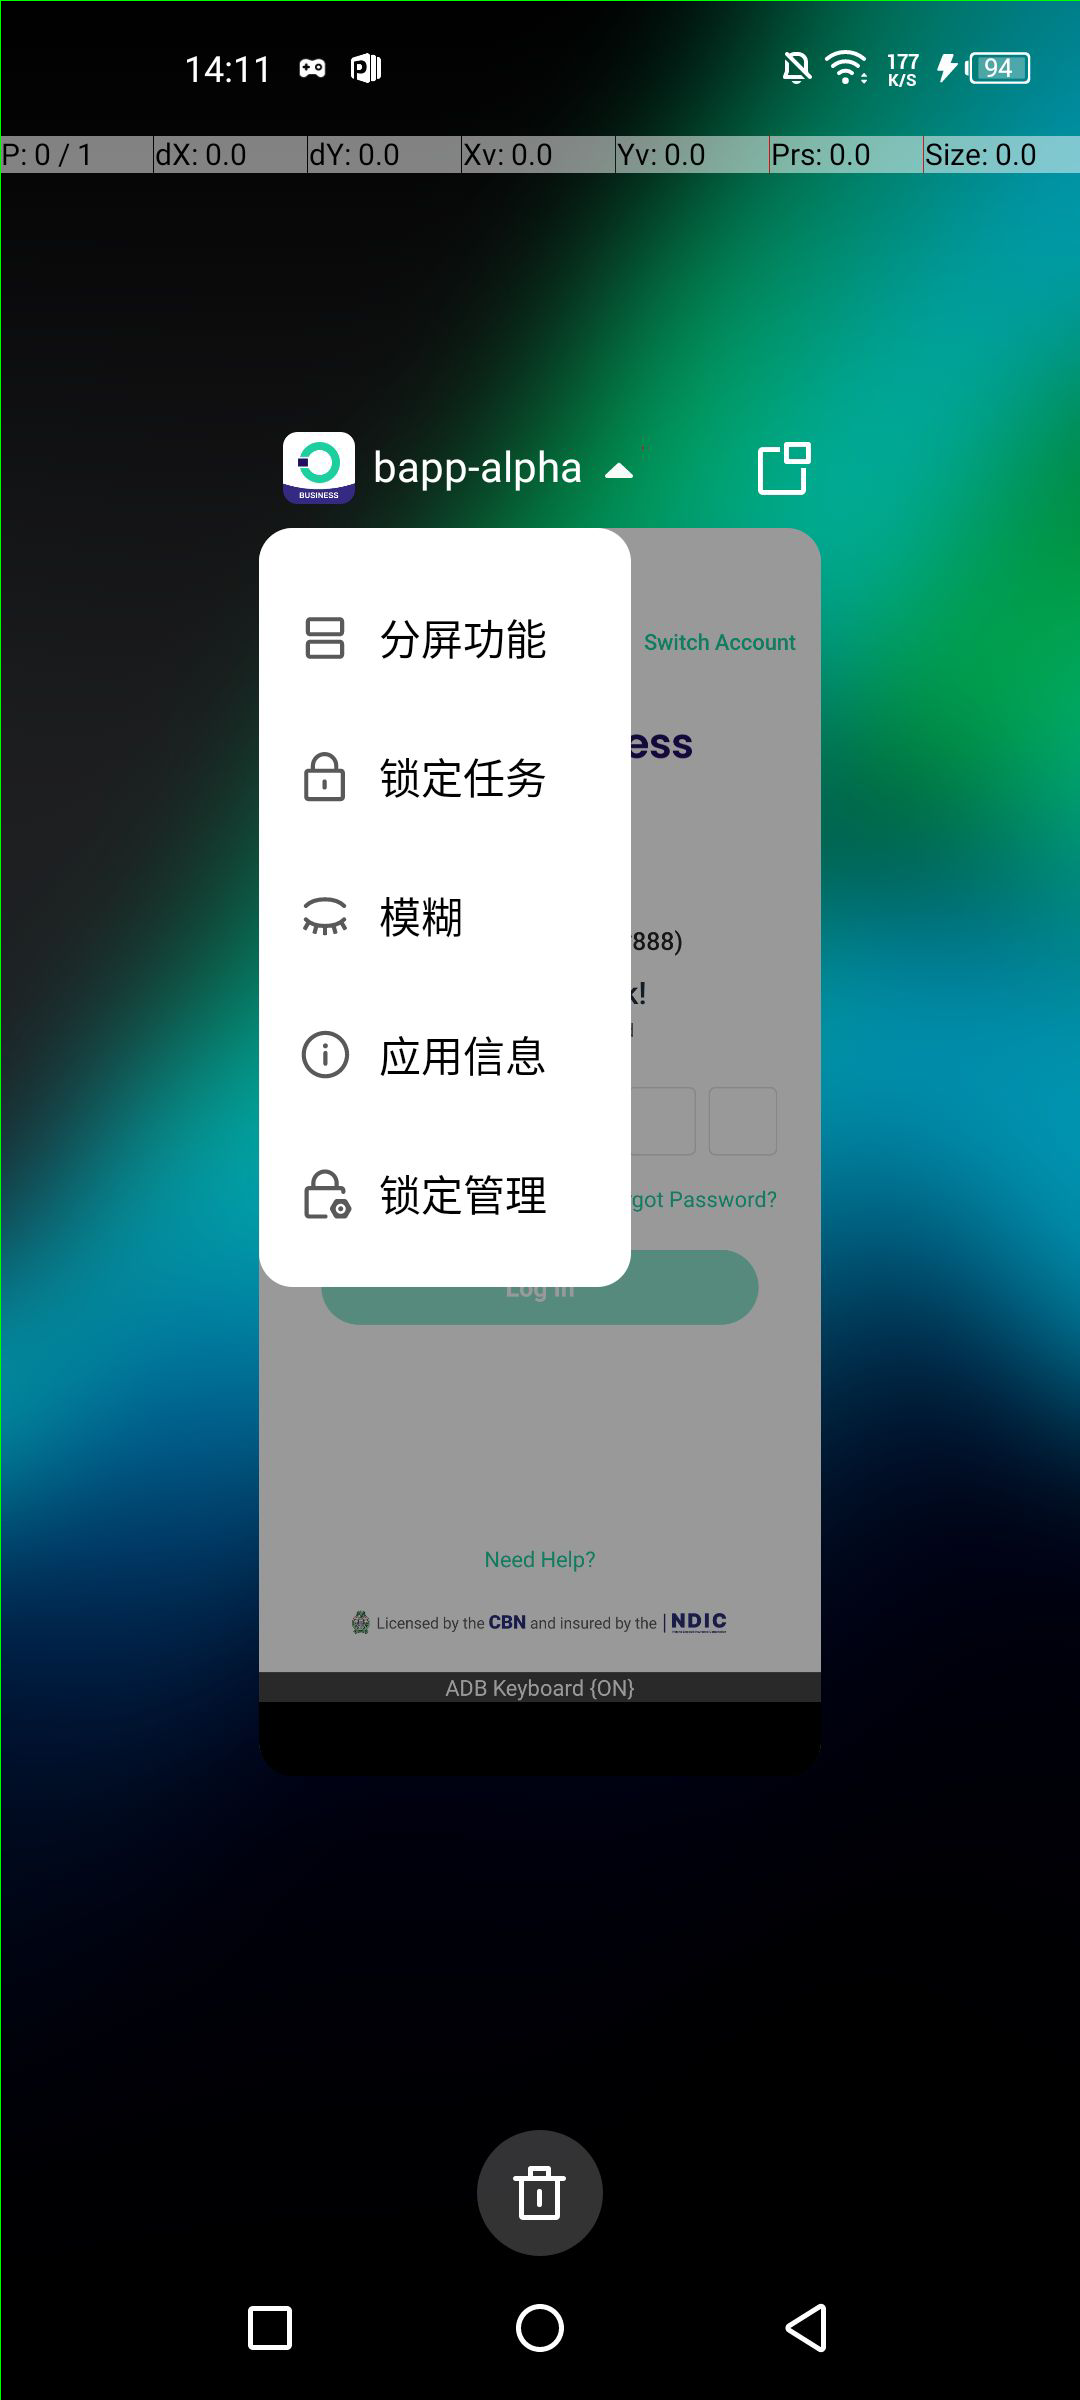 14:11
177 K/S
94
P: 0 / 1 dX: 0.0 dY: 0.0 Xv: 0.0 Yv: 0.0 Prs: 0.0 Size: 0.0
BUSINESS
bapp-alpha
分屏功能
Switch Account
ess
锁定任务
模糊
888)
k!
应用信息
锁定管理
got Password?
Log In
Need Help?
Licensed by the CBN and insured by the | NDIC
ADB Keyboard {ON}